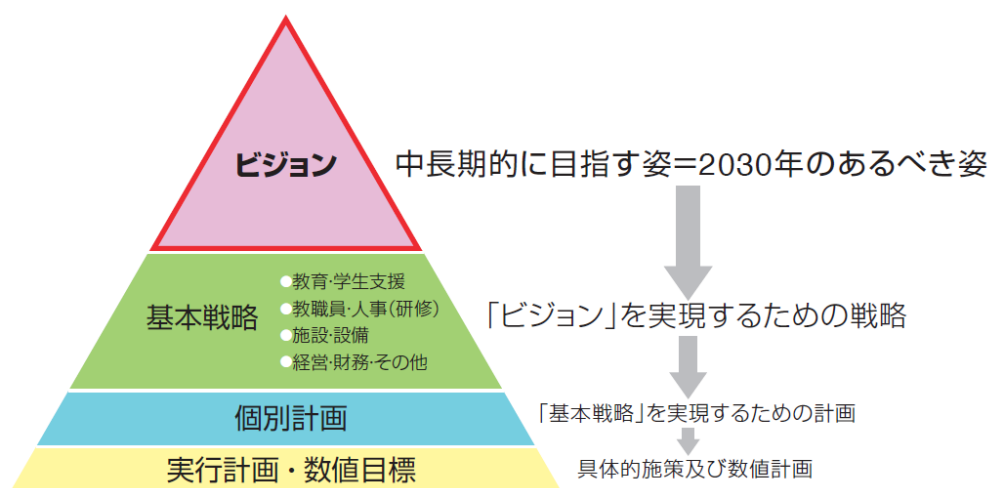 ビジョン
中長期的に目指す姿=2030年のあるべき姿
基本戦略
●教育·学生支援
●教職員·人事(研修)
●施設·設備
●経営·財務·その他
「ビジョン」を実現するための戦略
個別計画
「基本戦略」を実現するための計画
実行計画・数値目標
具体的施策及び数値計画